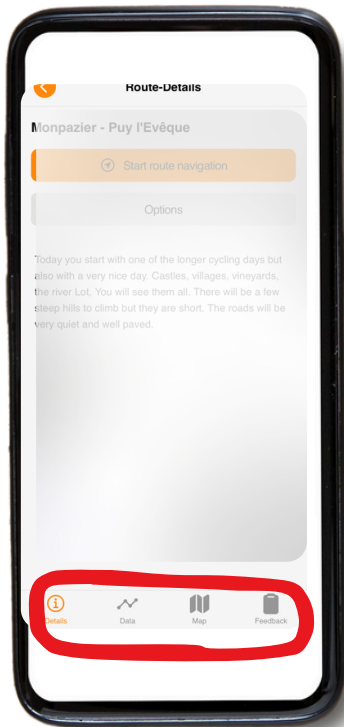 Route-Details
Monpazier - Puy l'Evêque
Start route navigation
Options
Today you start with one of the longer cycling days but
also with a very nice day. Castles, villages, vineyards,
the river Lot, You will see them all. There will be a few
steep hills to climb but they are short. The roads will be
very quiet and well paved.
Details
Data
Map
Feedback